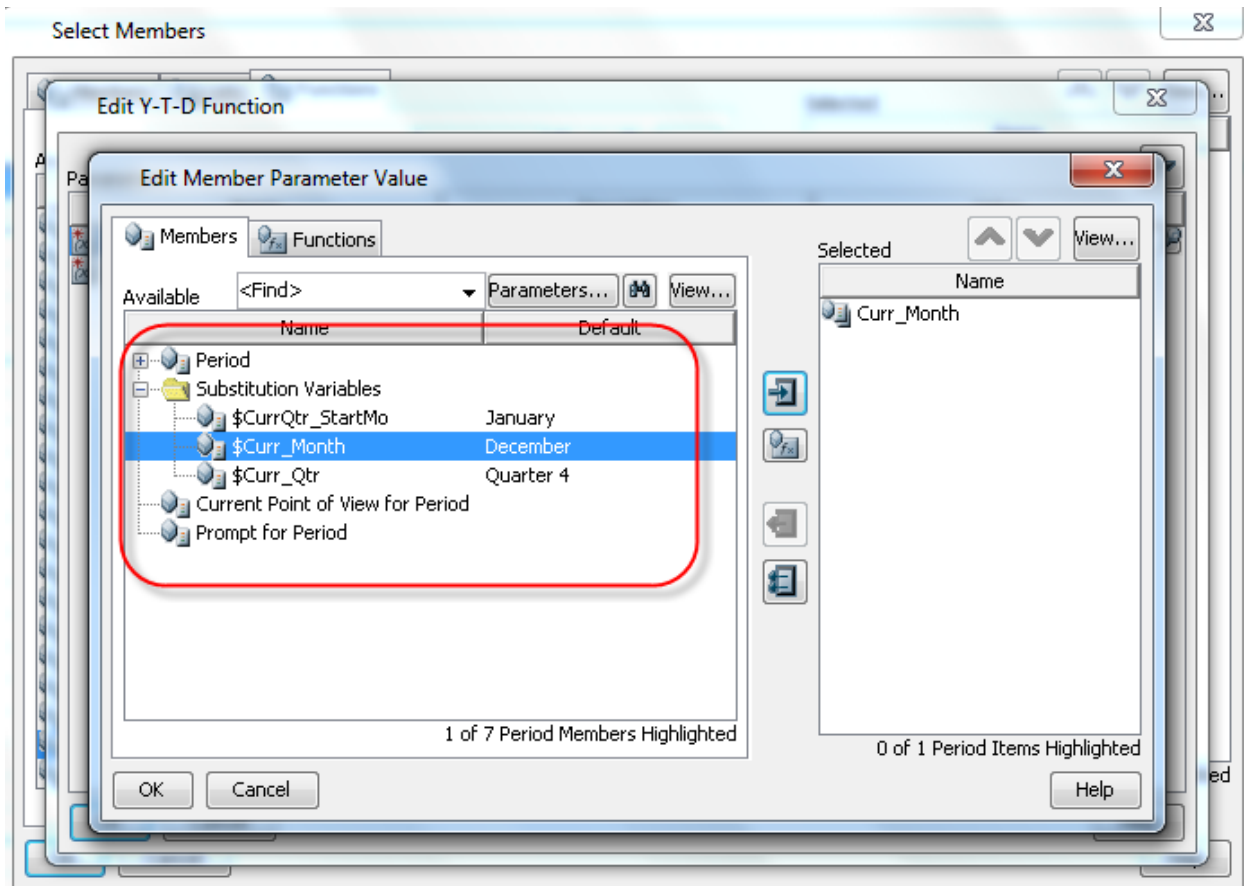 Select Members
Edit Y-T-D Function
Edit Member Parameter Value
Members Functions
Selected View...
Available <Find> Parameters... View...
Name
Name Default
Curr_Month
Period
Substitution Variables
$CurrQtr_StartMo January
$Curr_Month December
$Curr_Qtr Quarter 4
Current Point of View for Period
Prompt for Period
1 of 7 Period Members Highlighted
0 of 1 Period Items Highlighted
OK Cancel Help